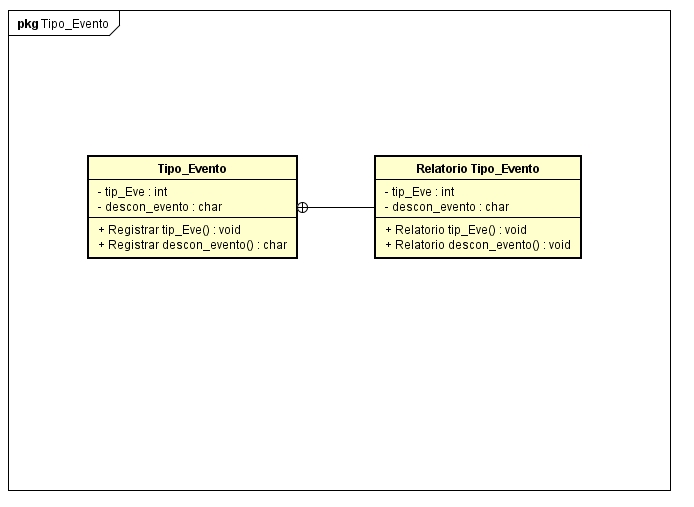 pkg Tipo_Evento
Tipo_Evento
- tip_Eve : int
- descon_evento : char
+ Registrar tip_Eve() : void
+ Registrar descon_evento() : char
Relatorio Tipo_Evento
- tip_Eve : int
- descon_evento : char
+ Relatorio tip_Eve() : void
+ Relatorio descon_evento() : void